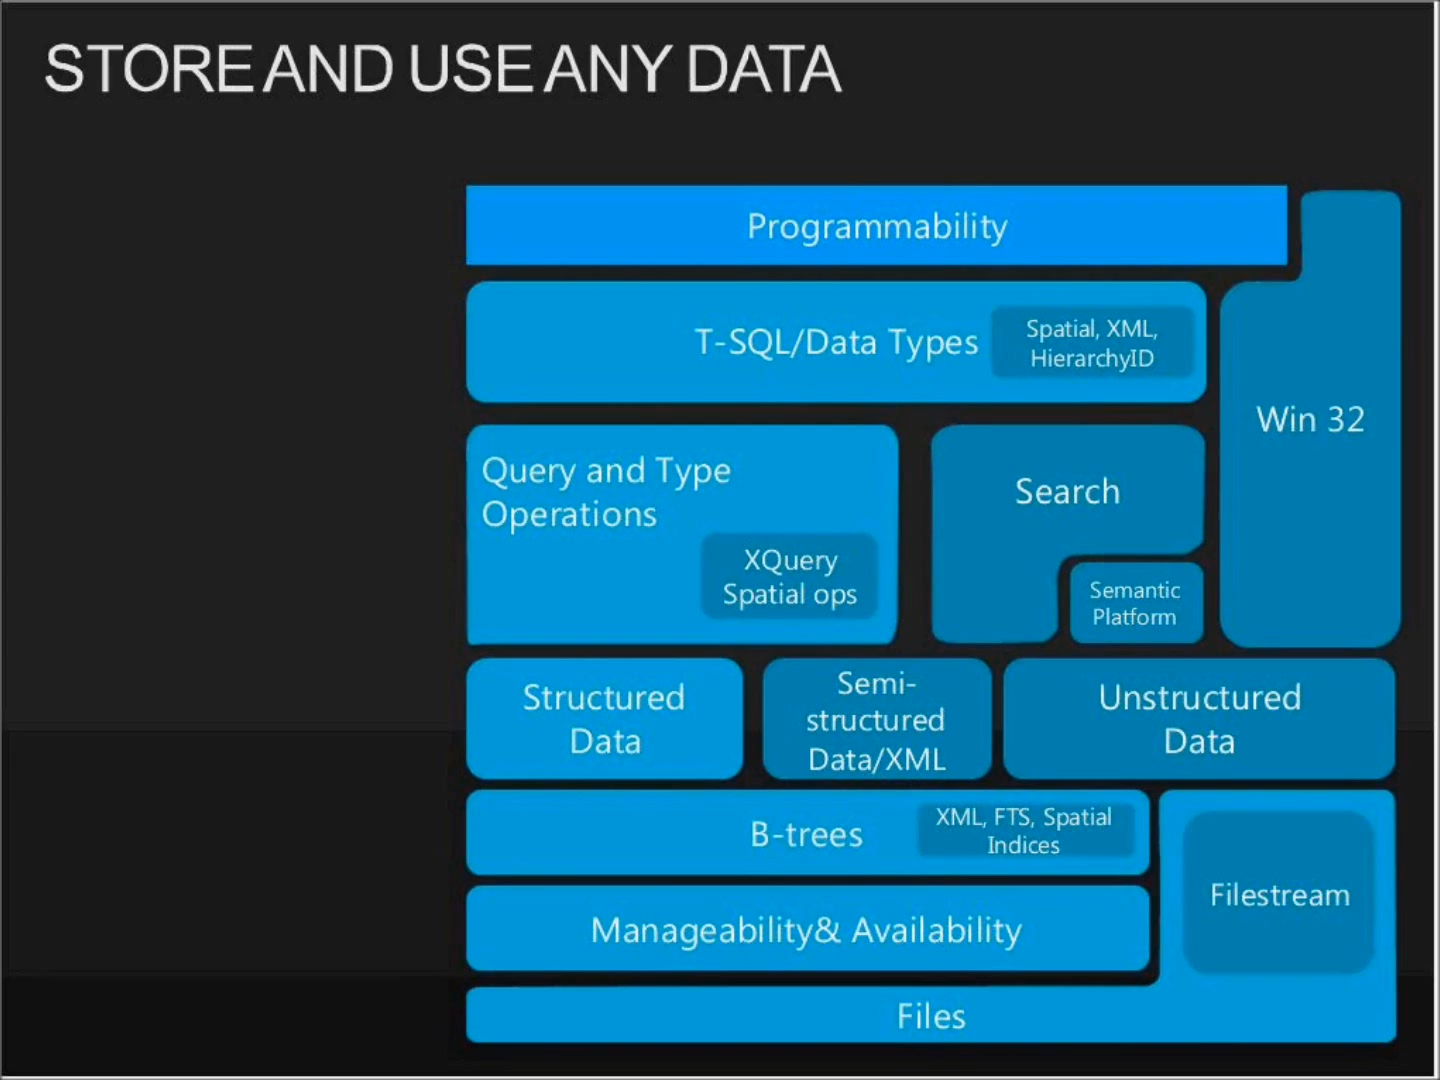 STORE AND USE ANY DATA
Programmability
T-SQL/Data Types
Spatial, XML,
HierarchyID
Win 32
Query and Type
Operations
XQuery
Spatial ops
Search
Semantic
Platform
Structured
Data
Semi-
structured
Data/XML
Unstructured
Data
B-trees
XML, FTS, Spatial
Indices
Filestream
Manageability& Availability
Files